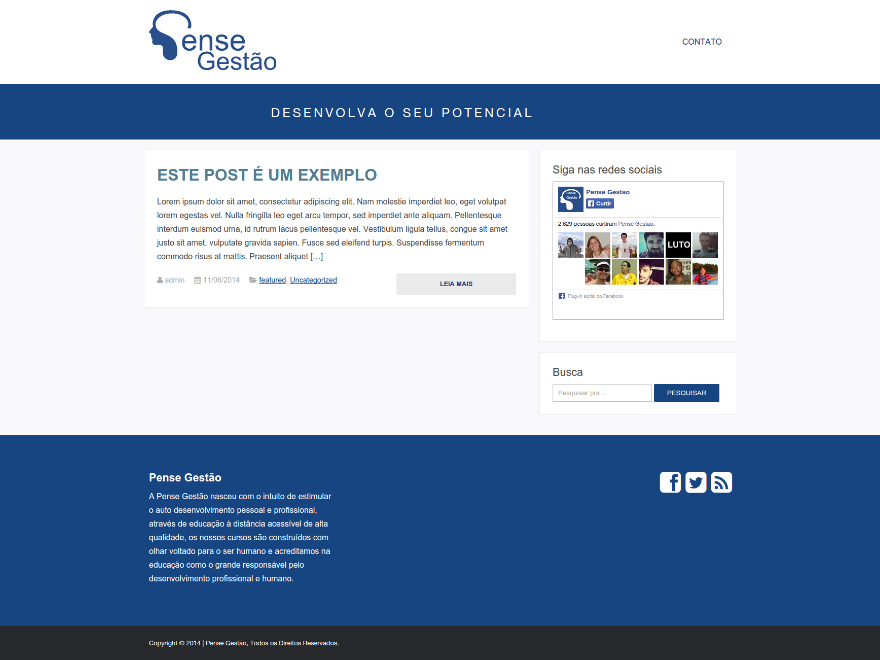 ense
Gestão
CONTATO
DESENVOLVA O SEU POTENCIAL
ESTE POST É UM EXEMPLO
Lorem ipsum dolor sit amet, consectetur adipiscing elit. Nam molestie imperdiet leo, eget volutpat
lorem egestas vel. Nulla fringilla leo eget arcu tempor, sed imperdiet ante aliquam. Pellentesque
interdum euismod urna, id rutrum lacus pellentesque vel. Vestibulum ligula tellus, congue sit amet
justo sit amet, vulputate gravida sapien. Fusce sed eleifend turpis. Suspendisse fermentum
commodo risus at mattis. Praesent aliquet […]
admin 11/06/2014 featured, Uncategorized
LEIA MAIS
Siga nas redes sociais
Pense Gestão
Curtir
2.629 pessoas curtiram Pense Gestão.
LUTO
Plug-in social do Facebook
Busca
Pesquisar por...
PESQUISAR
Pense Gestão
A Pense Gestão nasceu com o intuito de estimular
o auto desenvolvimento pessoal e profissional,
através de educação à distância acessível de alta
qualidade, os nossos cursos são construídos com
olhar voltado para o ser humano e acreditamos na
educação como o grande responsável pelo
desenvolvimento profissional e humano.
Copyright © 2014 | Pense Gestão, Todos os Direitos Reservados.